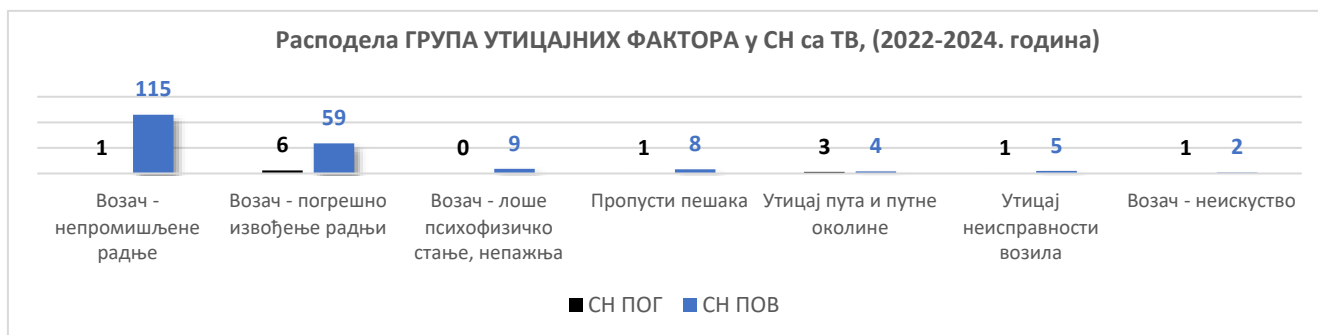 Расподела ГРУПА УТИЦАЈНИХ ФАКТОРА у СН са ТВ, (2022-2024. година)
1 115 6 59 0 9 1 8 3 4 1 5 1 2
Возач -
непромишљене
радње
Возач - погрешно
извођење радњи
Возач - лоше
психофизичко
стање, непажња
Пропусти пешака
Утицај пута и путне
околине
Утицај
неисправности
возила
Возач - неискуство
СН ПОГ СН ПОВ